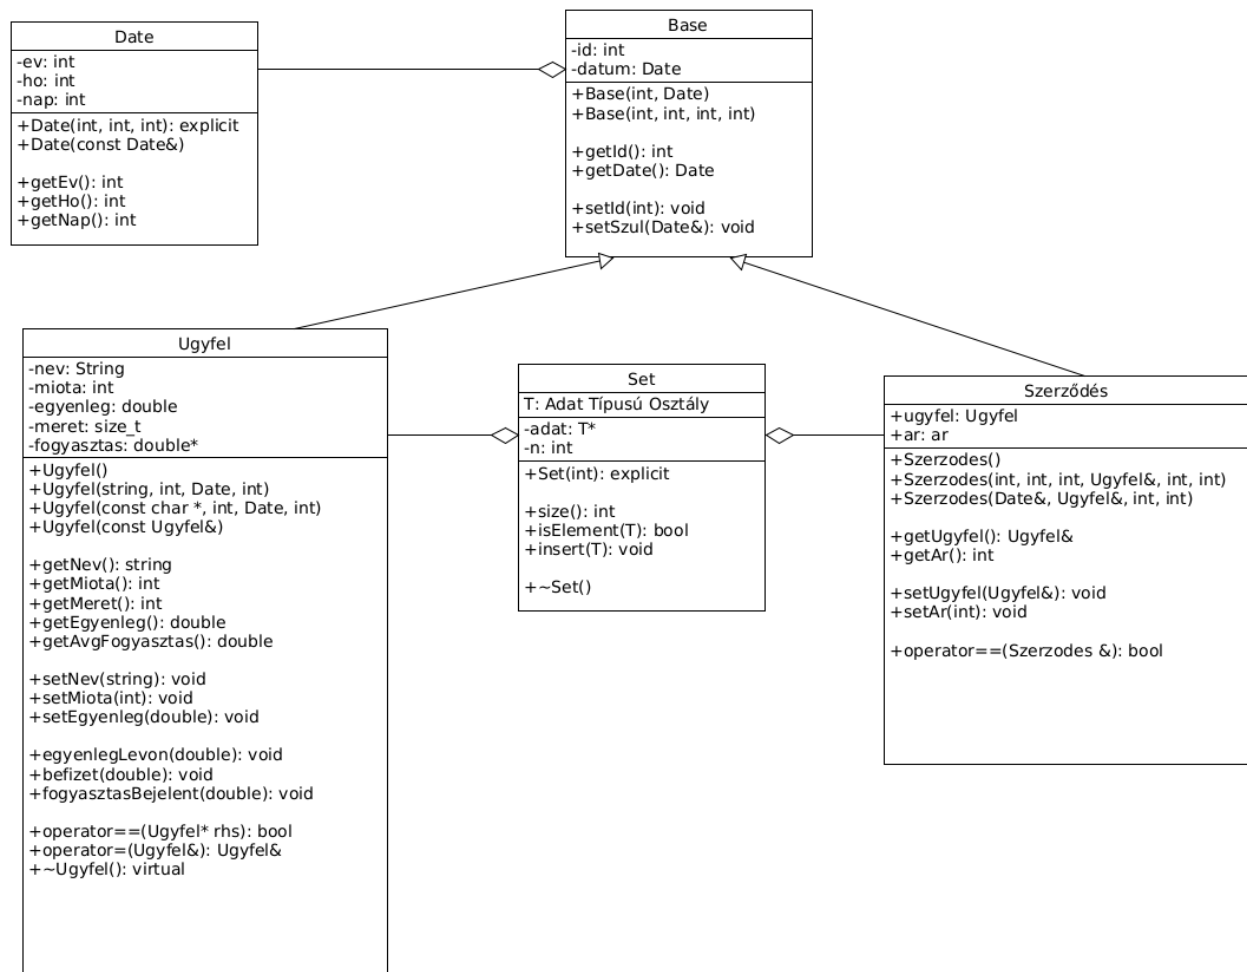 Date
-ev: int
-ho: int
-nap: int
+Date(int, int, int): explicit
+Date(const Date&)
+getEv(): int
+getHo(): int
+getNap(): int
Base
-id: int
-datum: Date
+Base(int, Date)
+Base(int, int, int, int)
+getId(): int
+getDate(): Date
+setId(int): void
+setSzul(Date&): void
Ugyfel
-nev: String
-miota: int
-egyenleg: double
-meret: size_t
-fogyasztas: double*
+Ugyfel()
+Ugyfel(string, int, Date, int)
+Ugyfel(const char *, int, Date, int)
+Ugyfel(const Ugyfel&)
+getNev(): string
+getMiota(): int
+getMeret(): int
+getEgyenleg(): double
+getAvgFogyasztas(): double
+setNev(string): void
+setMiota(int): void
+setEgyenleg(double): void
+egyenlegLevon(double): void
+befizet(double): void
+fogyasztasBejelent(double): void
+operator==(Ugyfel* rhs): bool
+operator=(Ugyfel&): Ugyfel&
+~Ugyfel(): virtual
Set
T: Adat Típusú Osztály
-adat: T*
-n: int
+Set(int): explicit
+size(): int
+isElement(T): bool
+insert(T): void
+~Set()
Szerződés
+ugyfel: Ugyfel
+ar: ar
+Szerzodes()
+Szerzodes(int, int, int, Ugyfel&, int, int)
+Szerzodes(Date&, Ugyfel&, int, int)
+getUgyfel(): Ugyfel&
+getAr(): int
+setUgyfel(Ugyfel&): void
+setAr(int): void
+operator==(Szerzodes &): bool